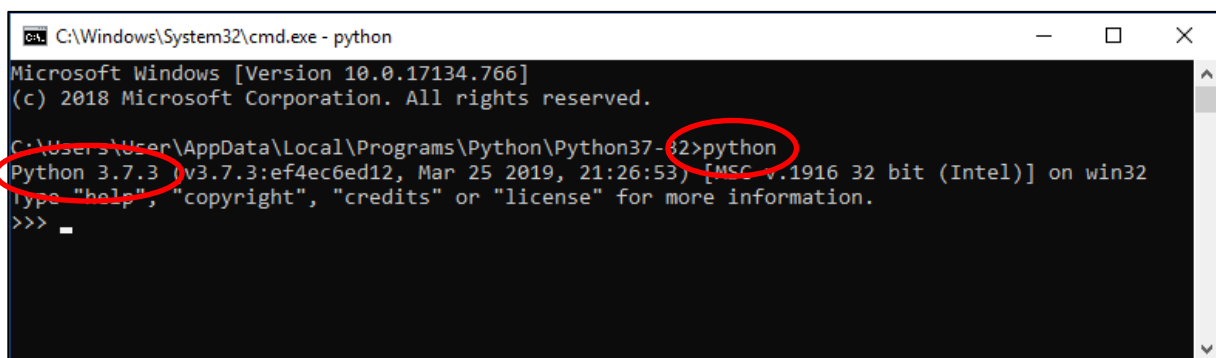 C:\Windows\System32\cmd.exe - python
Microsoft Windows [Version 10.0.17134.766]
(c) 2018 Microsoft Corporation. All rights reserved.
C:\Users\User\AppData\Local\Programs\Python\Python37-32>python
Python 3.7.3 (v3.7.3:ef4ec6ed12, Mar 25 2019, 21:26:53) [MSC v.1916 32 bit (Intel)] on win32
Type "help", "copyright", "credits" or "license" for more information.
>>>